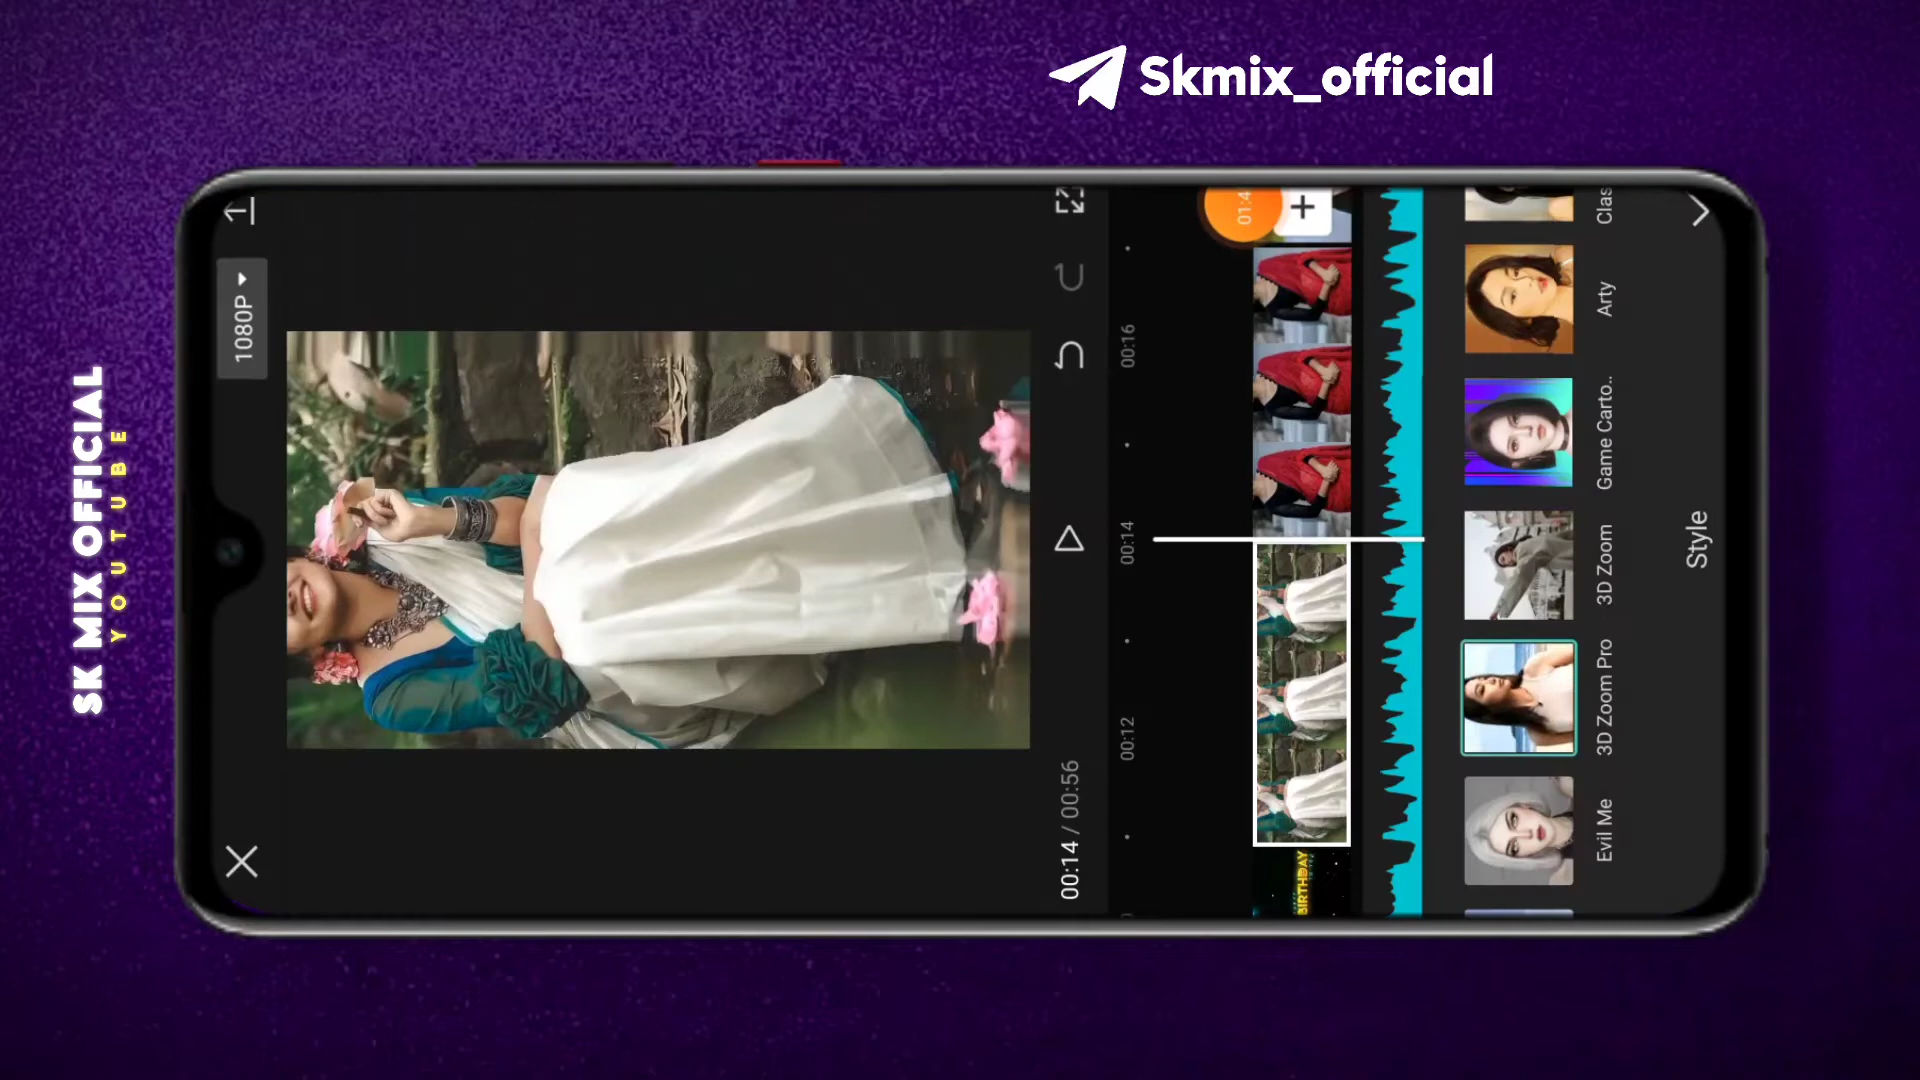 Skmix_official
SK MIX OFFICIAL
YOUTUBE
1080P
00:14 / 00:56
00:12
00:14
00:16
BIRTHDAY
Evil Me
3D Zoom Pro
3D Zoom
Game Carto..
Arty
Clas
Style